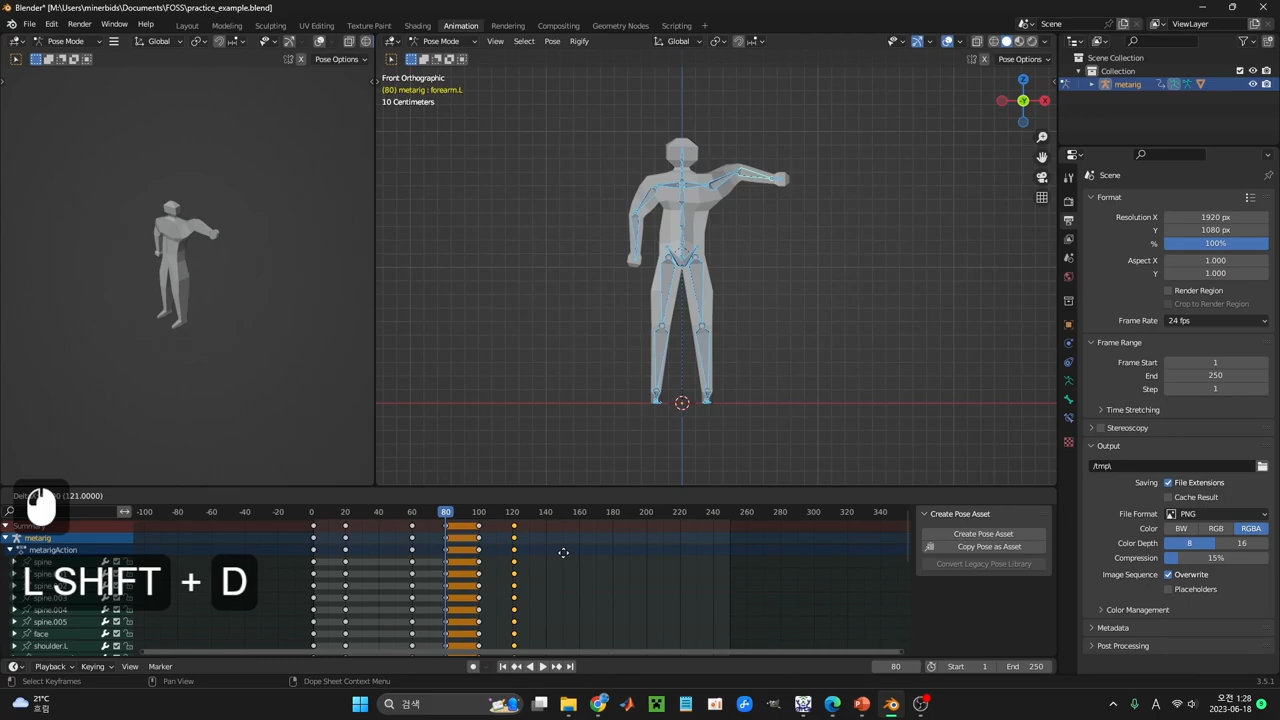 Blender* [M:\Users\minerbids\Documents\FOSS\practice_example.blend]
File Edit Render Window Help Layout Modeling Sculpting UV Editing Texture Paint Shading Animation Rendering Compositing Geometry Nodes Scripting Scene ViewLayer
Pose Mode Global Pose Mode View Select Pose Rigify Global
X Pose Options X Pose Options
Scene Collection
Collection
metarig
Front Orthographic
(80) metarig : forearm.L
10 Centimeters
Z
-Y X
Scene
Format
Resolution X 1920 px
Y 1080 px
% 100%
Aspect X 1.000
Y 1.000
Render Region
Crop to Render Region
Frame Rate 24 fps
Frame Range
Frame Start 1
End 250
Step 1
Time Stretching
Stereoscopy
Output
/tmp\
Saving File Extensions
Cache Result
File Format PNG
Color BW RGB RGBA
Color Depth 8 16
Compression 15%
Image Sequence Overwrite
Placeholders
Color Management
Metadata
Post Processing
(121.0000)
-100 -80 -60 -40 -20 0 20 40 60 80 100 120 140 160 180 200 220 240 260 280 300 320 340
Summary
metarig
metarigAction
spine
spine.003
spine.004
spine.005
face
shoulder.L
L SHIFT + D
Create Pose Asset
Create Pose Asset
Copy Pose as Asset
Convert Legacy Pose Library
Playback Keying View Marker 80 Start 1 End 250
Select Keyframes Pan View Dope Sheet Context Menu 3.5.1
21°C
흐림
검색
A
오전 1:28
2023-06-18